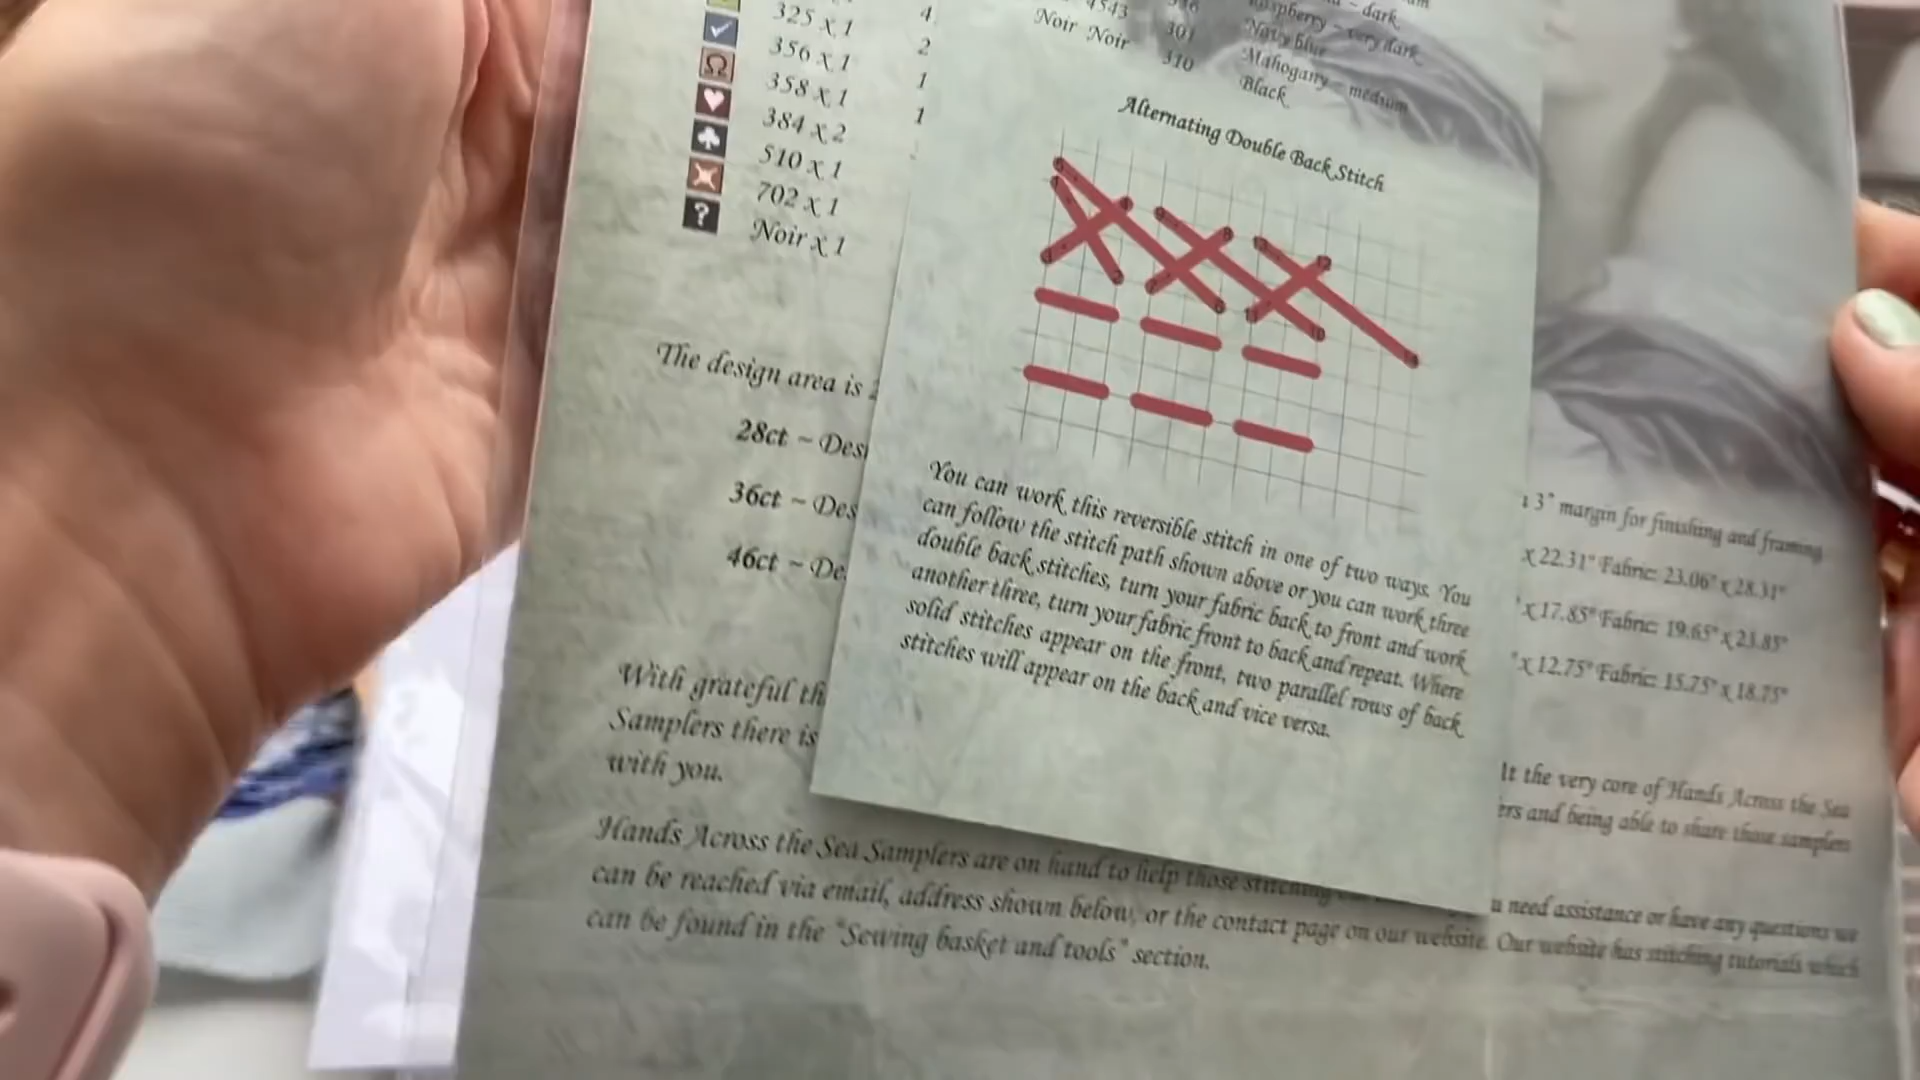 325 x 1 4
356 x 1 2
358 x 1 1
384 x 2 1
510 x 1
702 x 1
Noir x 1
~ dark
4543
Raspberry ~ very dark
Noir Noir 301 Navy blue
310 Mahogany ~ medium
Black
Alternating Double Back Stitch
You can work this reversible stitch in one of two ways. You
can follow the stitch path shown above or you can work three
double back stitches, turn your fabric back to front and work
another three, turn your fabric front to back and repeat. Where
solid stitches appear on the front, two parallel rows of back
stitches will appear on the back and vice versa.
The design area is
3" margin for finishing and framing
28ct ~
x 22.31" Fabric: 23.06" x 28.31"
36ct ~
x 17.85" Fabric: 19.65" x 23.85"
46ct ~
x 12.75" Fabric: 15.75" x 18.75"
With grateful
It the very core of Hands Across the Sea
Samplers there is
and being able to share those samplers
with you.
Hands Across the Sea Samplers are on hand to help those stitching
need assistance or have any questions we
can be reached via email, address shown below, or the contact page on our website. Our website has stitching tutorials which
can be found in the "Sewing basket and tools" section.